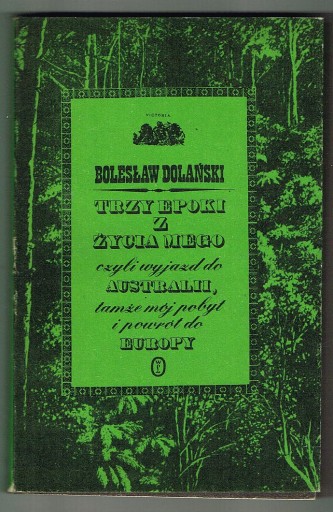 VICTORIA
BOLESŁAW DOLAŃSKI
TRZY EPOKI
Z
ŻYCIA MEGO
czyli wyjazd do
AUSTRALII,
tamże mój pobyt
i powrót do
EUROPY